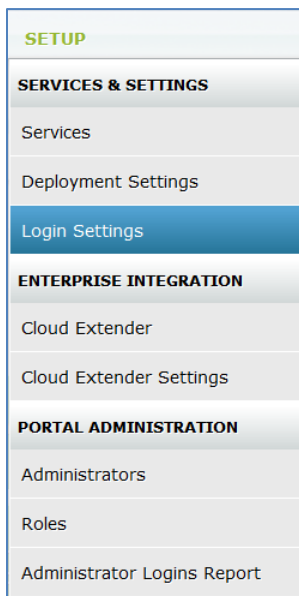 SETUP
SERVICES & SETTINGS
Services
Deployment Settings
Login Settings
ENTERPRISE INTEGRATION
Cloud Extender
Cloud Extender Settings
PORTAL ADMINISTRATION
Administrators
Roles
Administrator Logins Report